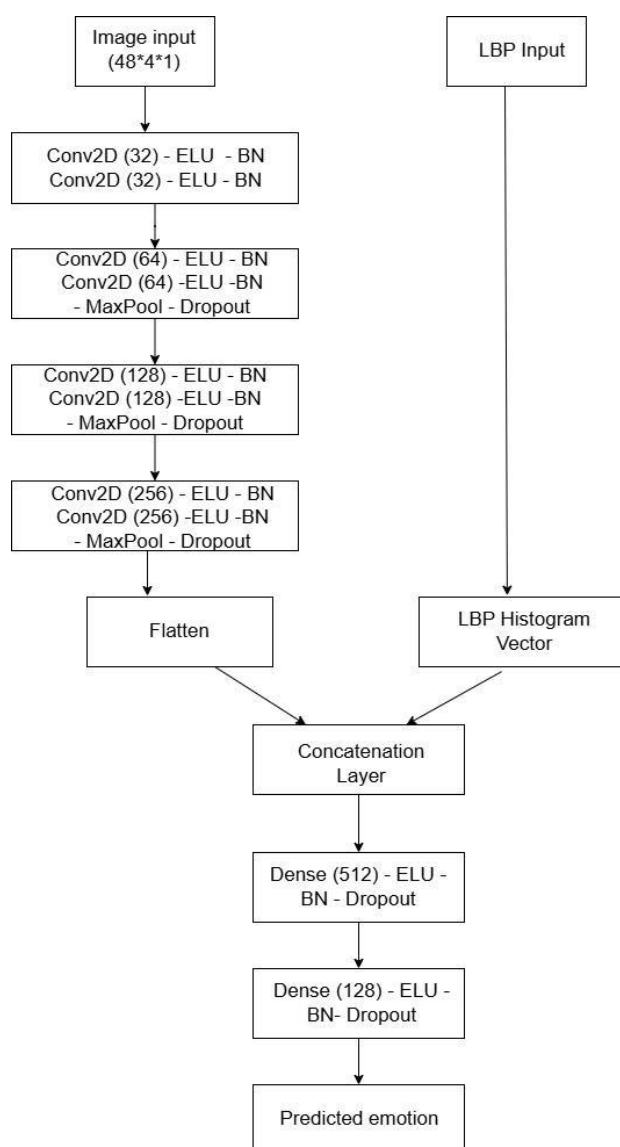 Image input
(48*4*1)
LBP Input
Conv2D (32) - ELU - BN
Conv2D (32) - ELU - BN
Conv2D (64) - ELU - BN
Conv2D (64) -ELU -BN
- MaxPool - Dropout
Conv2D (128) - ELU - BN
Conv2D (128) -ELU -BN
- MaxPool - Dropout
Conv2D (256) - ELU - BN
Conv2D (256) -ELU -BN
- MaxPool - Dropout
Flatten
LBP Histogram
Vector
Concatenation
Layer
Dense (512) - ELU -
BN - Dropout
Dense (128) - ELU -
BN- Dropout
Predicted emotion